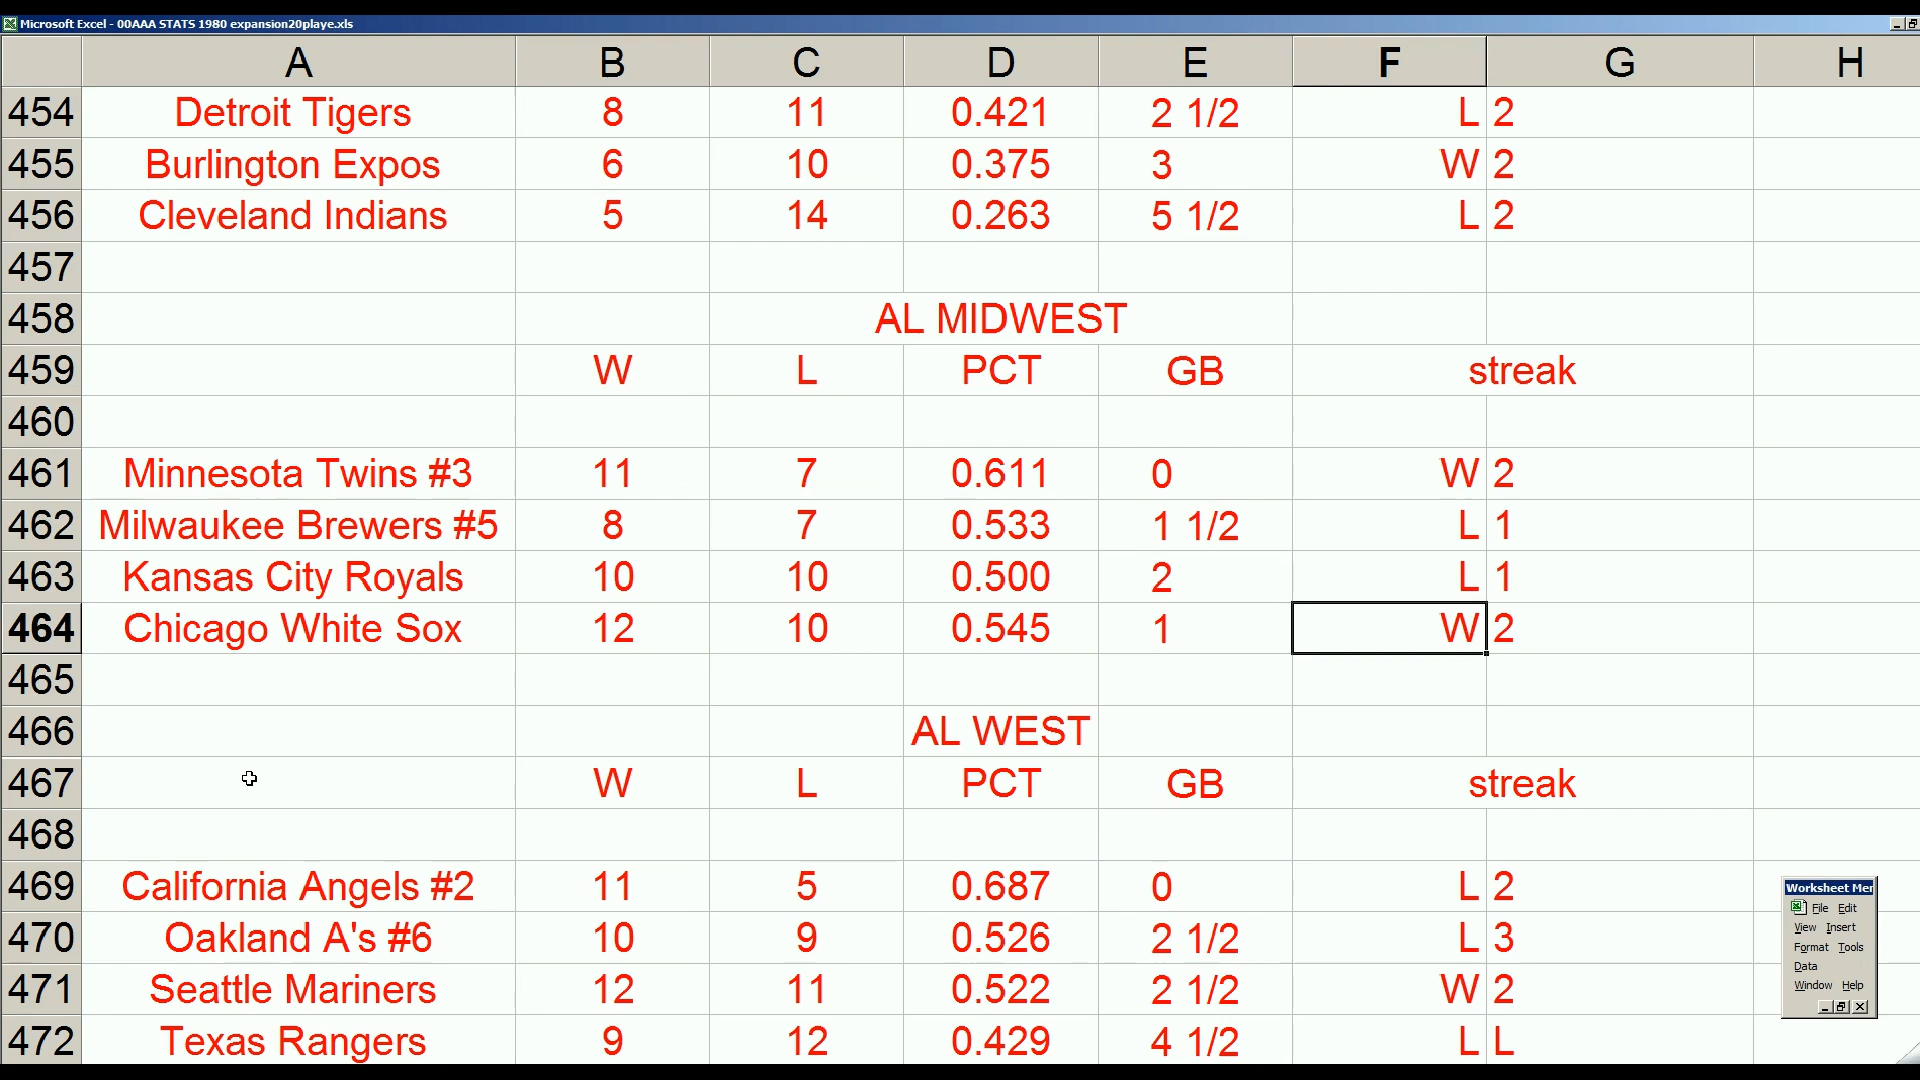 Microsoft Excel - 00AAA STATS 1980 expansion20playe.xls
A B C D E F G H
454 Detroit Tigers 8 11 0.421 2 1/2 L 2
455 Burlington Expos 6 10 0.375 3 W 2
456 Cleveland Indians 5 14 0.263 5 1/2 L 2
457
458 AL MIDWEST
459 W L PCT GB streak
460
461 Minnesota Twins #3 11 7 0.611 0 W 2
462 Milwaukee Brewers #5 8 7 0.533 1 1/2 L 1
463 Kansas City Royals 10 10 0.500 2 L 1
464 Chicago White Sox 12 10 0.545 1 W 2
465
466 AL WEST
467 W L PCT GB streak
468
469 California Angels #2 11 5 0.687 0 L 2
470 Oakland A's #6 10 9 0.526 2 1/2 L 3
471 Seattle Mariners 12 11 0.522 2 1/2 W 2
472 Texas Rangers 9 12 0.429 4 1/2 L L
Worksheet Mer
File Edit
View Insert
Format Tools
Data
Window Help